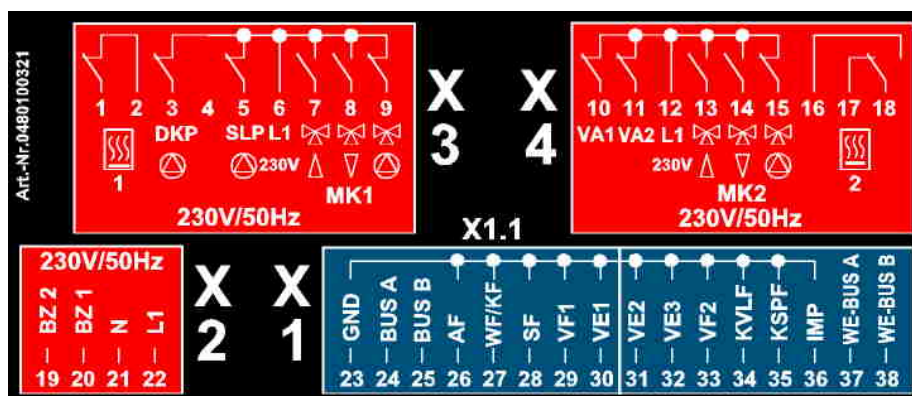 Art.-Nr.0480100321
1 2 3 4 5 6 7 8 9
DKP SLP L1
230V
1
MK1
230V/50Hz
X
3
X
4
10 11 12 13 14 15 16 17 18
VA1 VA2 L1
230V
2
MK2
230V/50Hz
X1.1
230V/50Hz
BZ 2
BZ 1
N
L1
19 20 21 22
X
2
X
1
GND
BUS A
BUS B
AF
WF/KF
SF
VF1
VE1
VE2
VE3
VF2
KVLF
KSPF
IMP
WE-BUS A
WE-BUS B
23 24 25 26 27 28 29 30 31 32 33 34 35 36 37 38